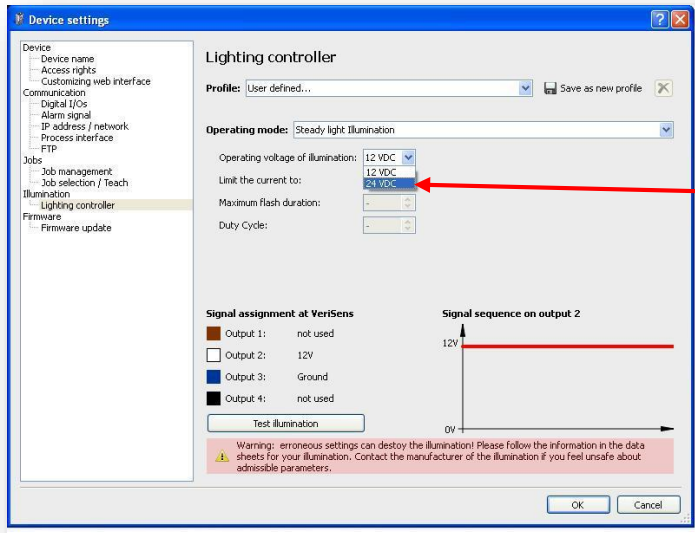 Device settings
Device
Device name
Access rights
Customizing web interface
Communication
Digital I/Os
Alarm signal
IP address / network
Process interface
FTP
Jobs
Job management
Job selection / Teach
Illumination
Lighting controller
Firmware
Firmware update
Lighting controller
Profile: User defined... Save as new profile
Operating mode: Steady light Illumination
Operating voltage of illumination: 12 VDC
12 VDC
24 VDC
Limit the current to:
Maximum flash duration: -
Duty Cycle: -
Signal assignment at VeriSens
Output 1: not used
Output 2: 12V
Output 3: Ground
Output 4: not used
Test illumination
Signal sequence on output 2
12V
0V
Warning: erroneous settings can destoy the illumination! Please follow the information in the data
sheets for your illumination. Contact the manufacturer of the illumination if you feel unsafe about
admissible parameters.
OK Cancel